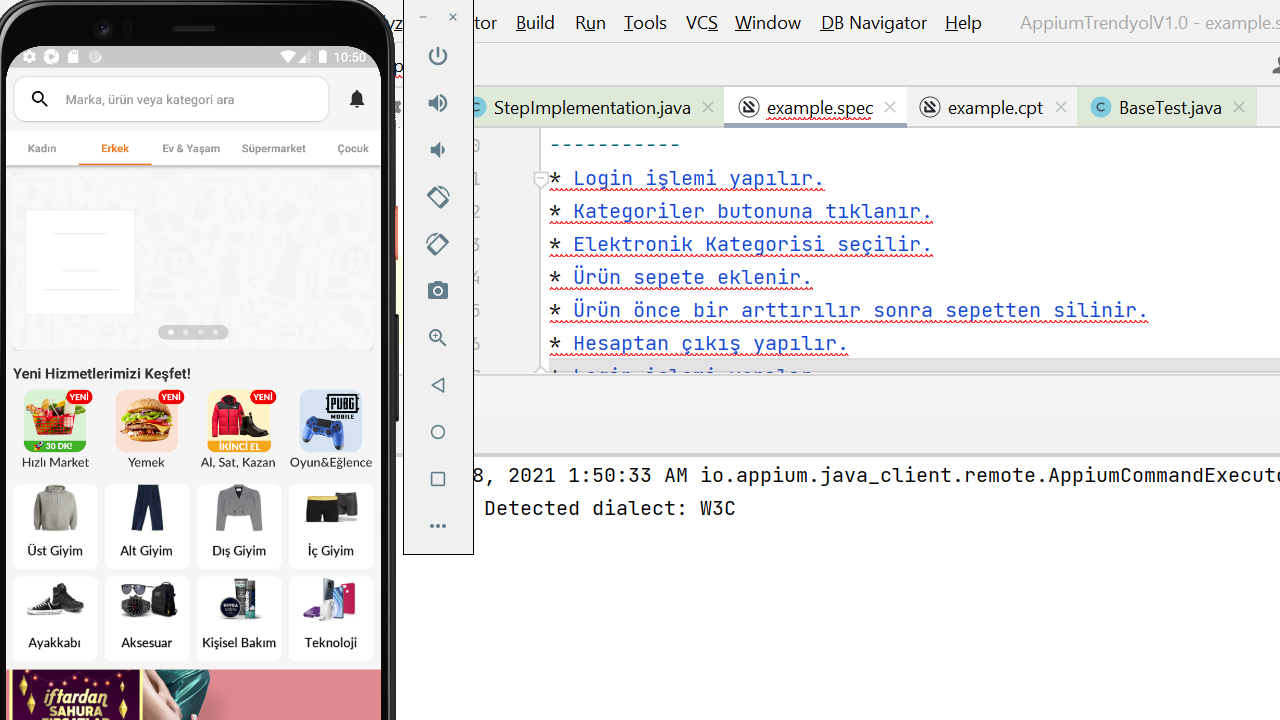 10:50
Marka, ürün veya kategori ara
Kadın Erkek Ev & Yaşam Süpermarket Çocuk
Yeni Hizmetlerimizi Keşfet!
YENİ YENİ YENİ PUBG MOBILE
30 DK! İKİNCİ EL
Hızlı Market Yemek Al, Sat, Kazan Oyun&Eğlence
Üst Giyim Alt Giyim Dış Giyim İç Giyim
NIVEA MEN Gillette
Ayakkabı Aksesuar Kişisel Bakım Teknoloji
iftardan
SAHURA
Build Run Tools VCS Window DB Navigator Help AppiumTrendyolV1.0 - example.s
StepImplementation.java example.spec example.cpt BaseTest.java
-----------
* Login işlemi yapılır.
* Kategoriler butonuna tıklanır.
* Elektronik Kategorisi seçilir.
* Ürün sepete eklenir.
* Ürün önce bir arttırılır sonra sepetten silinir.
* Hesaptan çıkış yapılır.
8, 2021 1:50:33 AM io.appium.java_client.remote.AppiumCommandExecuto
Detected dialect: W3C